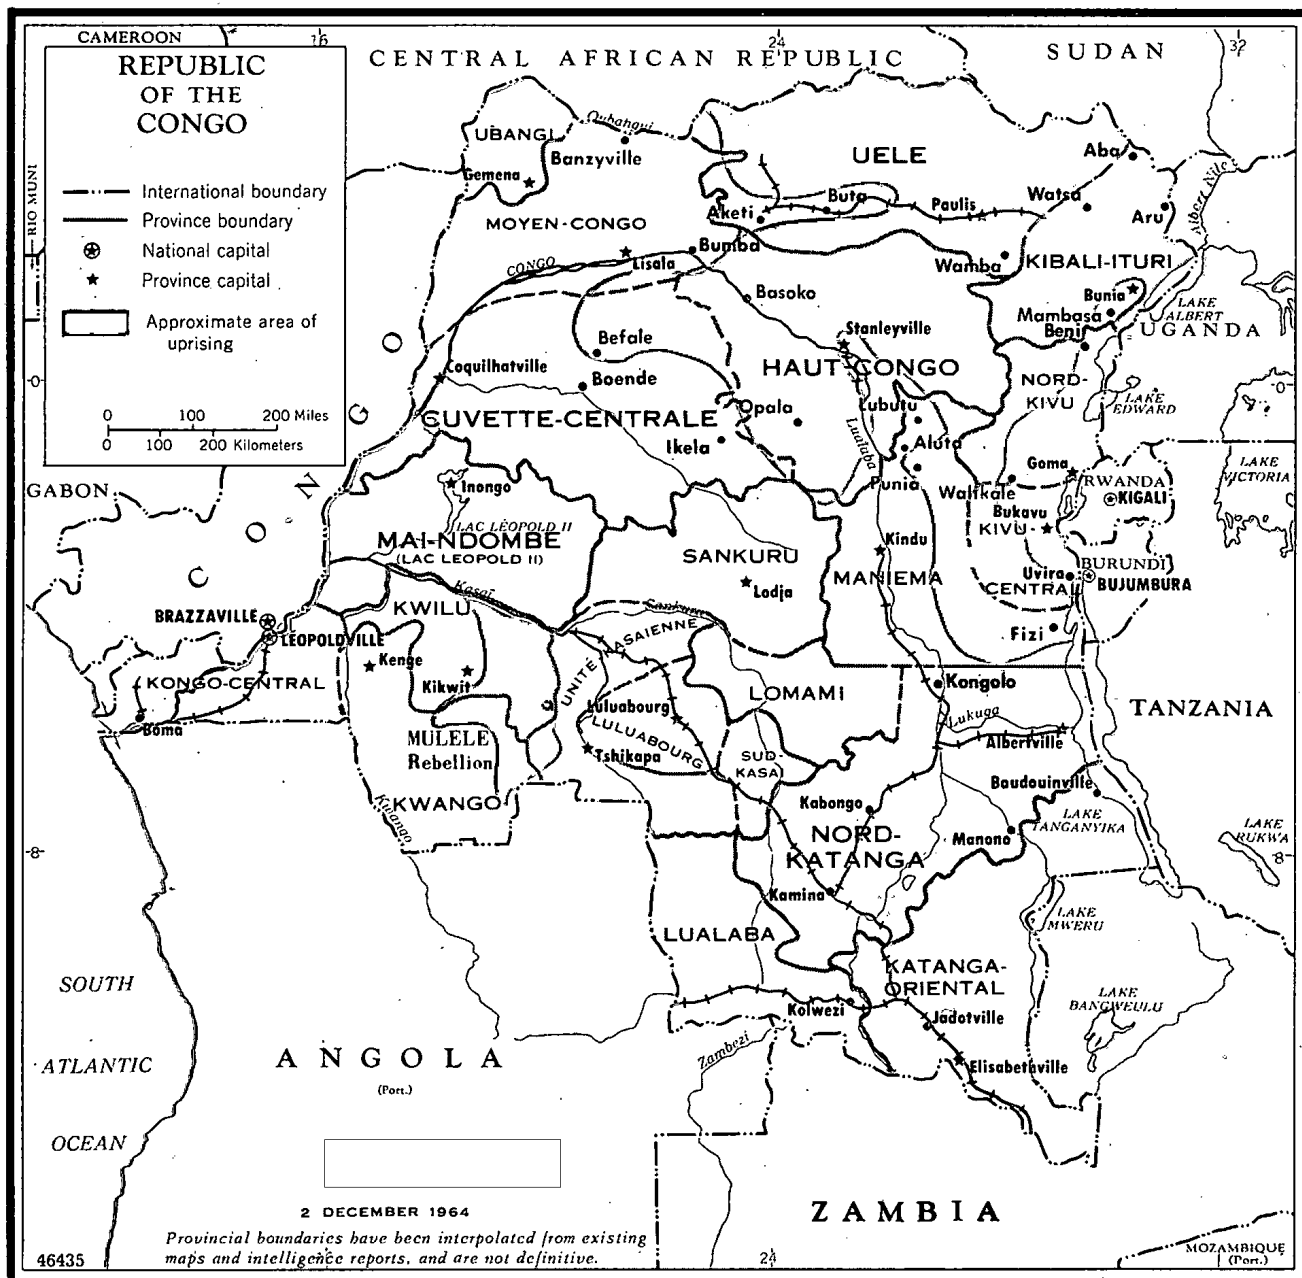 CAMEROON
16
24
32
CENTRAL AFRICAN REPUBLIC
SUDAN
REPUBLIC
OF THE
CONGO
International boundary
Province boundary
National capital
Province capital
Approximate area of
uprising
0 100 200 Miles
0 100 200 Kilometers
RIO MUNI
UBANGI
Oubangui
Banzyville
Gemena
UELE
Aba
Albert Nile
Aketi
Buta
Paulis
Watsa
Aru
MOYEN-CONGO
CONGO
Lisala
Bumba
Wamba
KIBALI-ITURI
Basoko
Bunia
Mambasa
Beni
LAKE
ALBERT
UGANDA
Befale
Stanleyville
HAUT-CONGO
0
Coquilhatville
Boende
NORD-
KIVU
LAKE
EDWARD
0
CUVETTE-CENTRALE
Opala
Lubutu
Lualaba
Ikela
Aluta
Punia
Walikale
Goma
RWANDA
KIGALI
LAKE
VICTORIA
GABON
CONGO
Inongo
LAC LÉOPOLD II
MAI-NDOMBE
(LAC LEOPOLD II)
SANKURU
Lodja
Kindu
MANIEMA
Bukavu
KIVU-
CENTRAL
Uvira
BURUNDI
BUJUMBURA
Fizi
BRAZZAVILLE
LÉOPOLDVILLE
KWILU
Kasai
Sankuru
UNITÉ KASAIENNE
KONGO-CENTRAL
Boma
Kenge
Kikwit
Luluabourg
LULUABOURG
Tshikapa
LOMAMI
SUD-
KASAI
Kongolo
Lukuga
Albertville
TANZANIA
MULELE
Rebellion
KWANGO
Kwango
Kabongo
NORD-
KATANGA
Baudouinville
Manono
LAKE
TANGANYIKA
LAKE
RUKWA
8
8
Kamina
LUALABA
LAKE
MWERU
KATANGA-
ORIENTAL
LAKE
BANGWEULU
Kolwezi
Jadotville
Elisabethville
Zambezi
SOUTH
ATLANTIC
OCEAN
ANGOLA
(Port.)
ZAMBIA
2 DECEMBER 1964
Provincial boundaries have been interpolated from existing
maps and intelligence reports, and are not definitive.
46435
24
MOZAMBIQUE
(Port.)